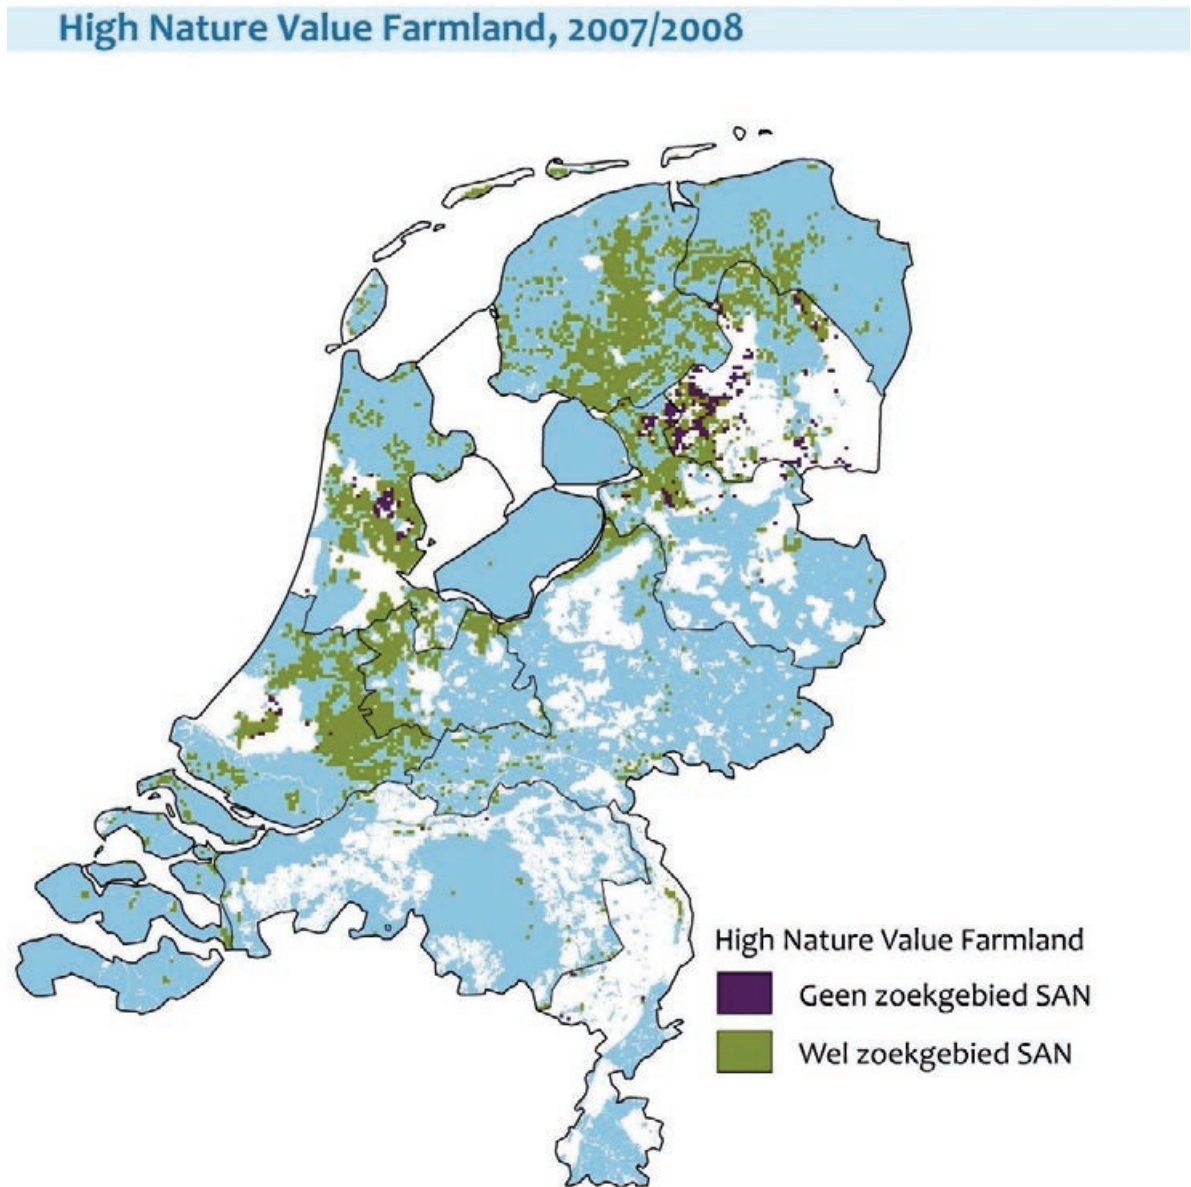 High Nature Value Farmland, 2007/2008
High Nature Value Farmland
Geen zoekgebied SAN
Wel zoekgebied SAN